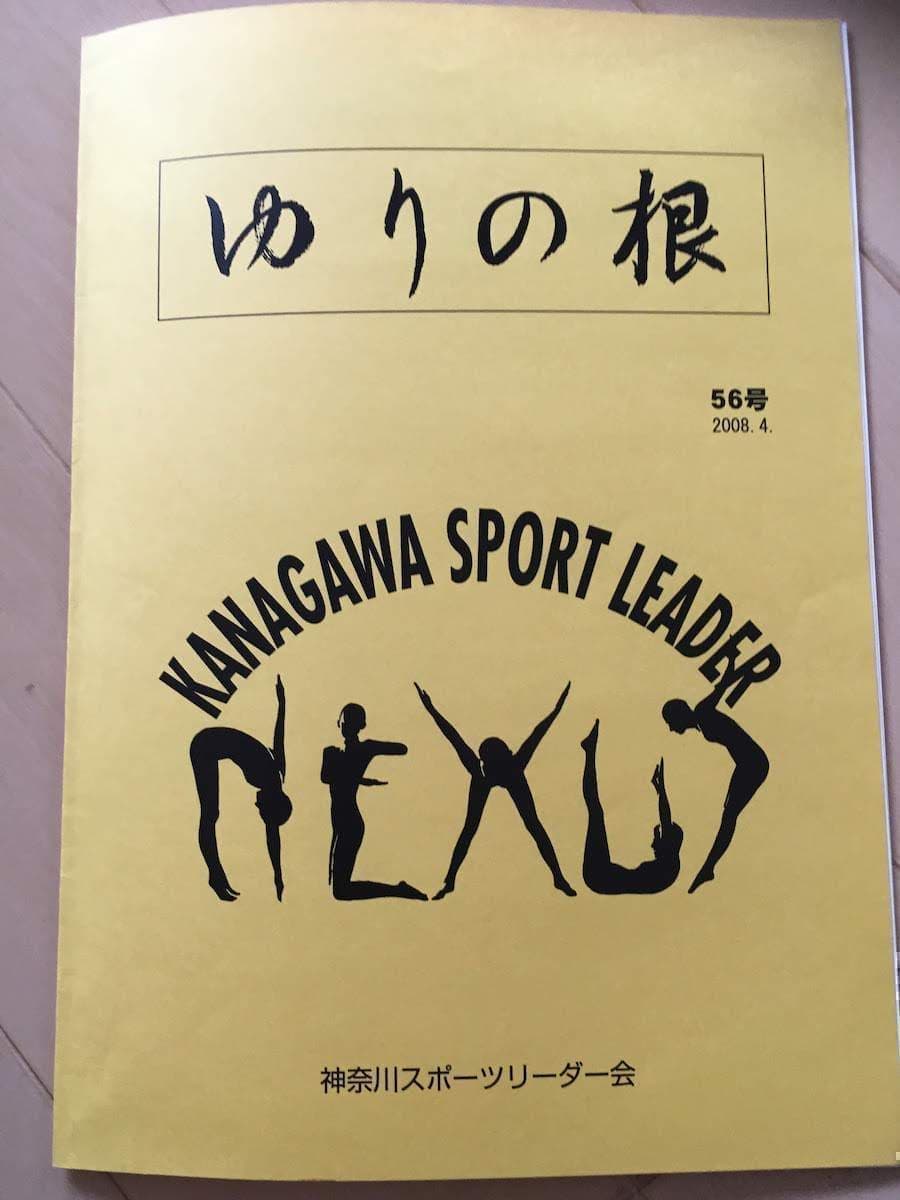 ゆりの根
56号
2008.4.
KANAGAWA SPORT LEADER
NEXUS
神奈川スポーツリーダー会